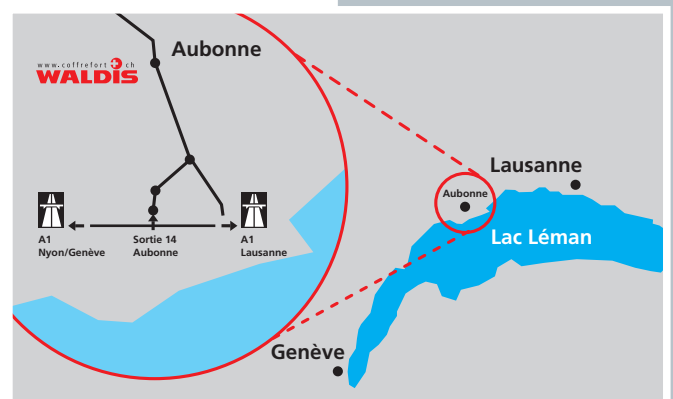 Aubonne
www.coffrefort.ch
WALDIS
A1
Nyon/Genève
Sortie 14
Aubonne
A1
Lausanne
Lausanne
Aubonne
Lac Léman
Genève